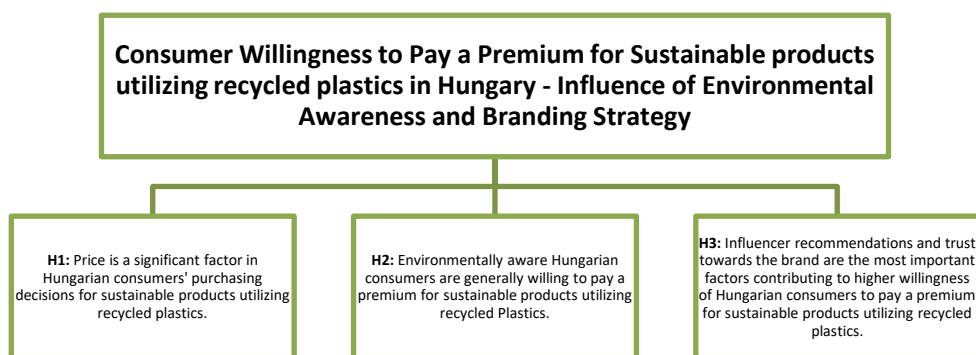 Consumer Willingness to Pay a Premium for Sustainable products
utilizing recycled plastics in Hungary - Influence of Environmental
Awareness and Branding Strategy
H1: Price is a significant factor in
Hungarian consumers' purchasing
decisions for sustainable products utilizing
recycled plastics.
H2: Environmentally aware Hungarian
consumers are generally willing to pay a
premium for sustainable products utilizing
recycled Plastics.
H3: Influencer recommendations and trust
towards the brand are the most important
factors contributing to higher willingness
of Hungarian consumers to pay a premium
for sustainable products utilizing recycled
plastics.